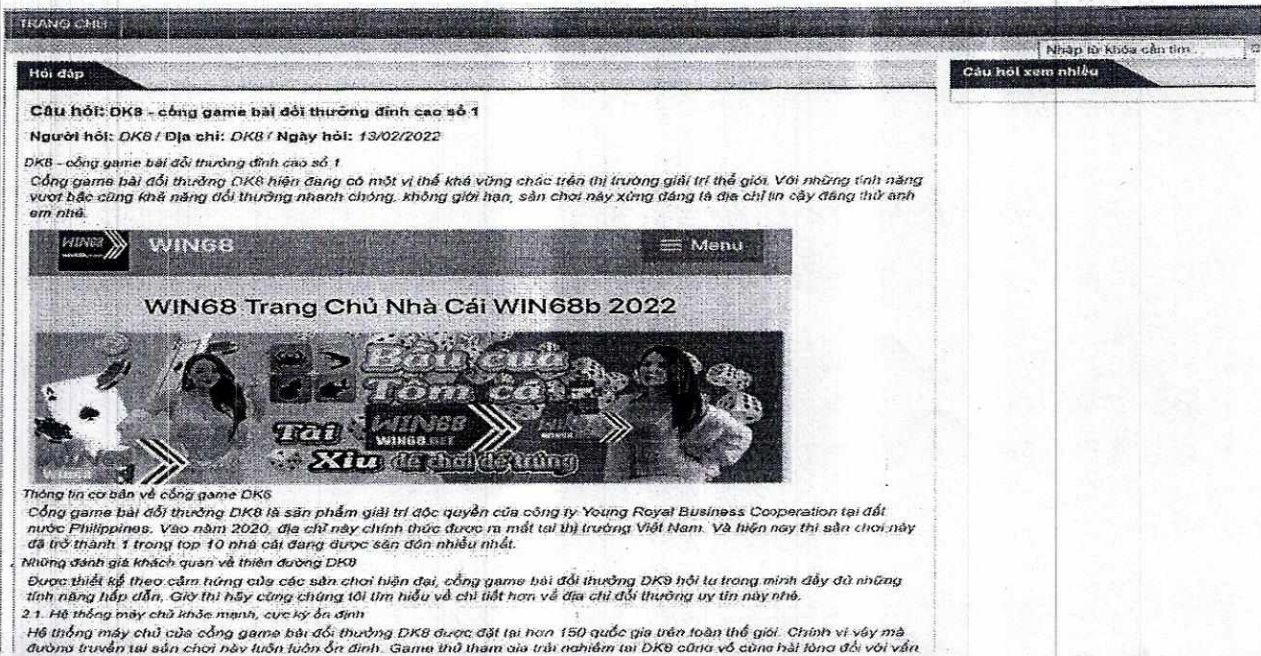 TRANG CHỦ
Nhập từ khóa cần tìm...
Hỏi đáp
Câu hỏi xem nhiều
Câu hỏi: DK8 - cổng game bài đổi thưởng đỉnh cao số 1
Người hỏi: DK8 / Địa chỉ: DK8 / Ngày hỏi: 13/02/2022
DK8 - cổng game bài đổi thưởng đỉnh cao số 1
Cổng game bài đổi thưởng DK8 hiện đang có một vị thế khá vững chắc trên thị trường giải trí thế giới. Với những tính năng
vượt bậc cùng khả năng đổi thưởng nhanh chóng, không giới hạn, sân chơi này xứng đáng là địa chỉ tin cậy đáng thử anh
em nhé.
WIN68
WIN68
Menu
WIN68 Trang Chủ Nhà Cái WIN68b 2022
Bầu cua
Tôm cá
Tài
WIN68
WIN68.NET
Xỉu dễ chơi dễ trúng
Thông tin cơ bản về cổng game DK8
Cổng game bài đổi thưởng DK8 là sản phẩm giải trí độc quyền của công ty Young Royal Business Cooperation tại đất
nước Philippines. Vào năm 2020, địa chỉ này chính thức được ra mắt tại thị trường Việt Nam. Và hiện nay thì sân chơi này
đã trở thành 1 trong top 10 nhà cái đang được săn đón nhiều nhất.
Những đánh giá khách quan về thiên đường DK8
Được thiết kế theo cảm hứng của các sân chơi hiện đại, cổng game bài đổi thưởng DK8 hội tụ trong mình đầy đủ những
tính năng hấp dẫn. Giờ thì hãy cùng chúng tôi tìm hiểu về chi tiết hơn về địa chỉ đổi thưởng uy tín này nhé.
2.1. Hệ thống máy chủ khỏe mạnh, cực kỳ ổn định
Hệ thống máy chủ của cổng game bài đổi thưởng DK8 được đặt tại hơn 150 quốc gia trên toàn thế giới. Chính vì vậy mà
đường truyền tại sân chơi này luôn luôn ổn định. Game thủ tham gia trải nghiệm tại DK8 cũng vô cùng hài lòng đối với vấn